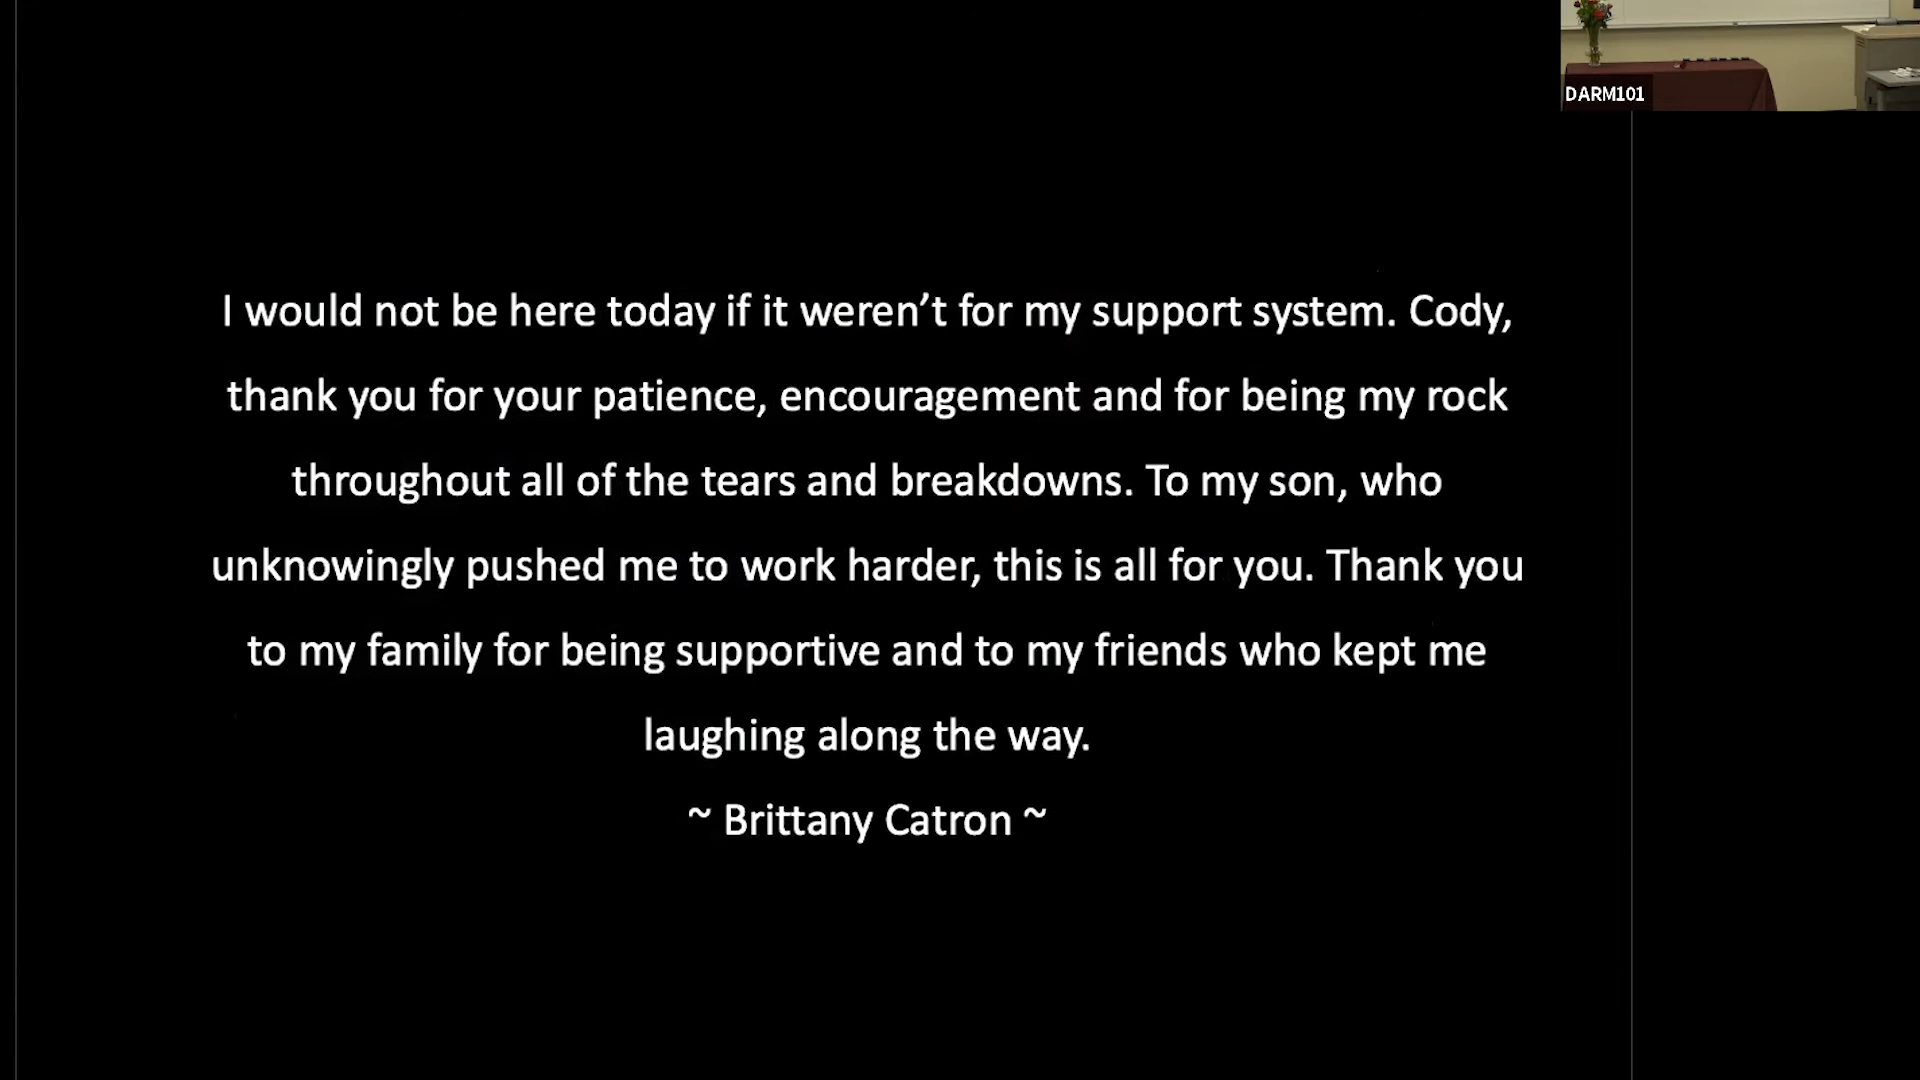 DARM101
I would not be here today if it weren’t for my support system. Cody,
thank you for your patience, encouragement and for being my rock
throughout all of the tears and breakdowns. To my son, who
unknowingly pushed me to work harder, this is all for you. Thank you
to my family for being supportive and to my friends who kept me
laughing along the way.
~ Brittany Catron ~